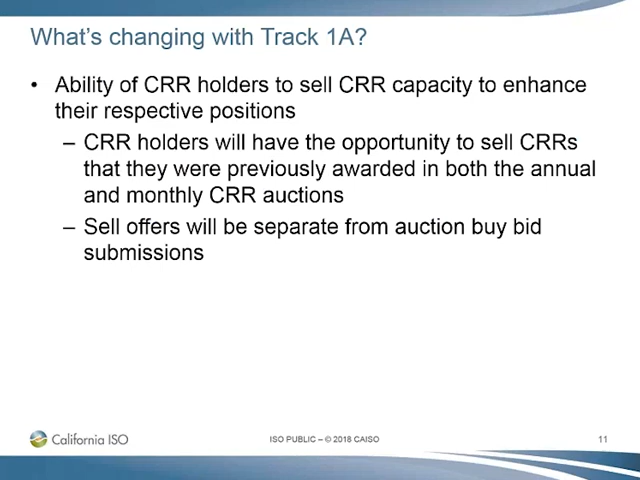 What's changing with Track 1A?
• Ability of CRR holders to sell CRR capacity to enhance
their respective positions
– CRR holders will have the opportunity to sell CRRs
that they were previously awarded in both the annual
and monthly CRR auctions
– Sell offers will be separate from auction buy bid
submissions
California ISO
ISO PUBLIC – © 2018 CAISO
11